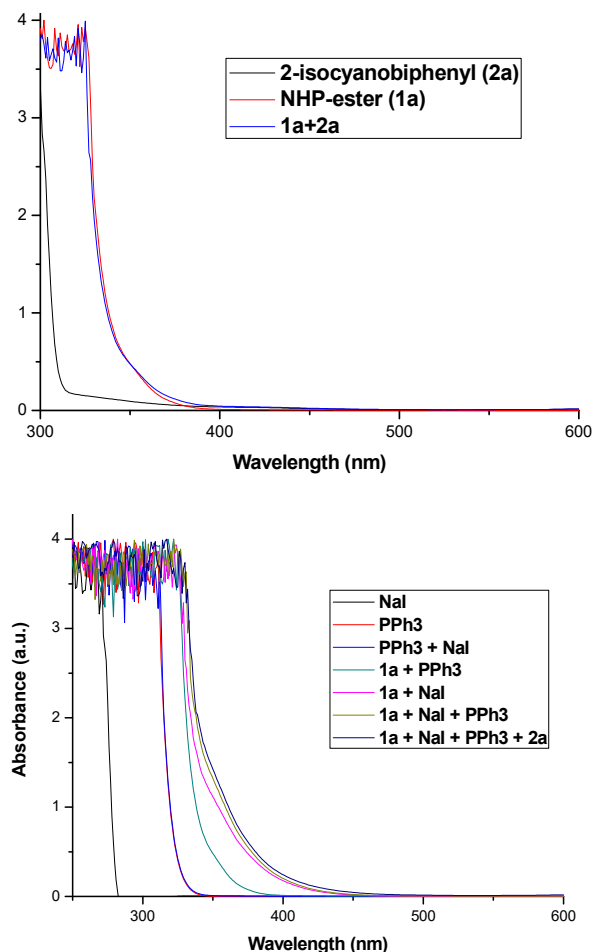 4
3
2
1
0
300
400
500
600
Wavelength (nm)
2-isocyanobiphenyl (2a)
NHP-ester (1a)
1a+2a
Absorbance (a.u.)
4
3
2
1
0
300
400
500
600
Wavelength (nm)
NaI
PPh3
PPh3 + NaI
1a + PPh3
1a + NaI
1a + NaI + PPh3
1a + NaI + PPh3 + 2a